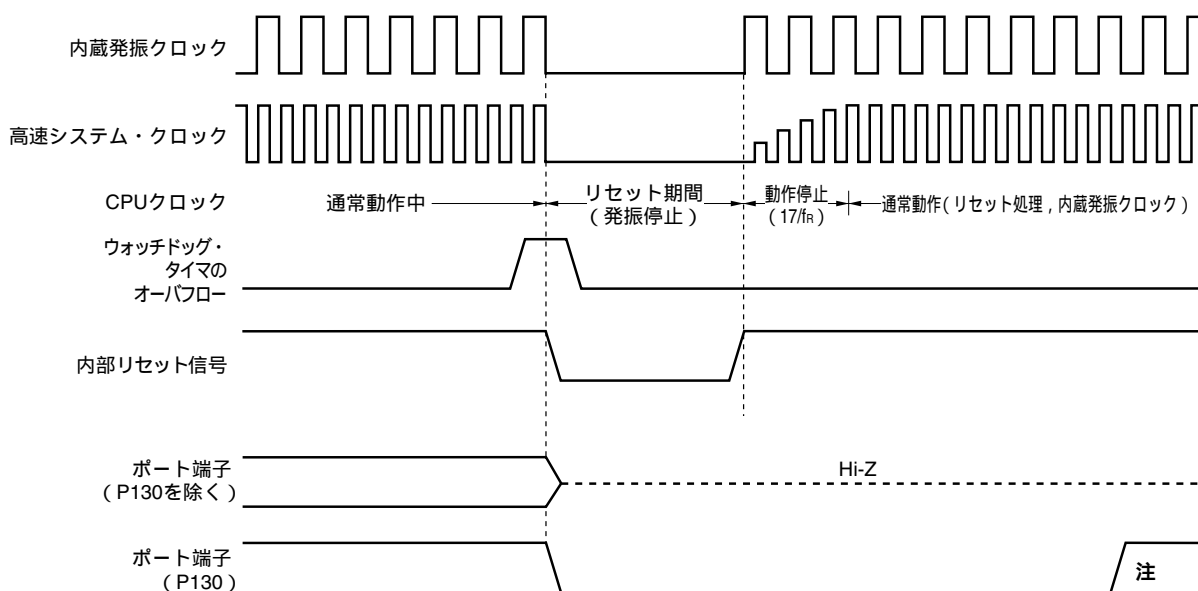 内蔵発振クロック
高速システム・クロック
CPUクロック
通常動作中
リセット期間
(発振停止)
動作停止
(17/fR)
通常動作(リセット処理,内蔵発振クロック)
ウォッチドッグ・
タイマの
オーバフロー
内部リセット信号
ポート端子
(P130を除く)
Hi-Z
ポート端子
(P130)
注